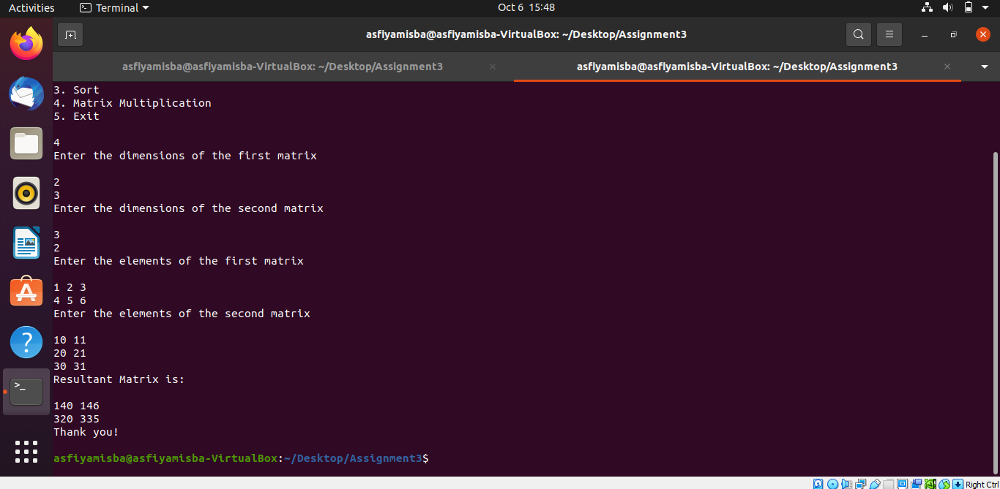 Activities Terminal Oct 6 15:48
asfiyamisba@asfiyamisba-VirtualBox: ~/Desktop/Assignment3
asfiyamisba@asfiyamisba-VirtualBox: ~/Desktop/Assignment3 asfiyamisba@asfiyamisba-VirtualBox: ~/Desktop/Assignment3
3. Sort
4. Matrix Multiplication
5. Exit
4
Enter the dimensions of the first matrix
2
3
Enter the dimensions of the second matrix
3
2
Enter the elements of the first matrix
1 2 3
4 5 6
Enter the elements of the second matrix
10 11
20 21
30 31
Resultant Matrix is:
140 146
320 335
Thank you!
asfiyamisba@asfiyamisba-VirtualBox:~/Desktop/Assignment3$
Right Ctrl